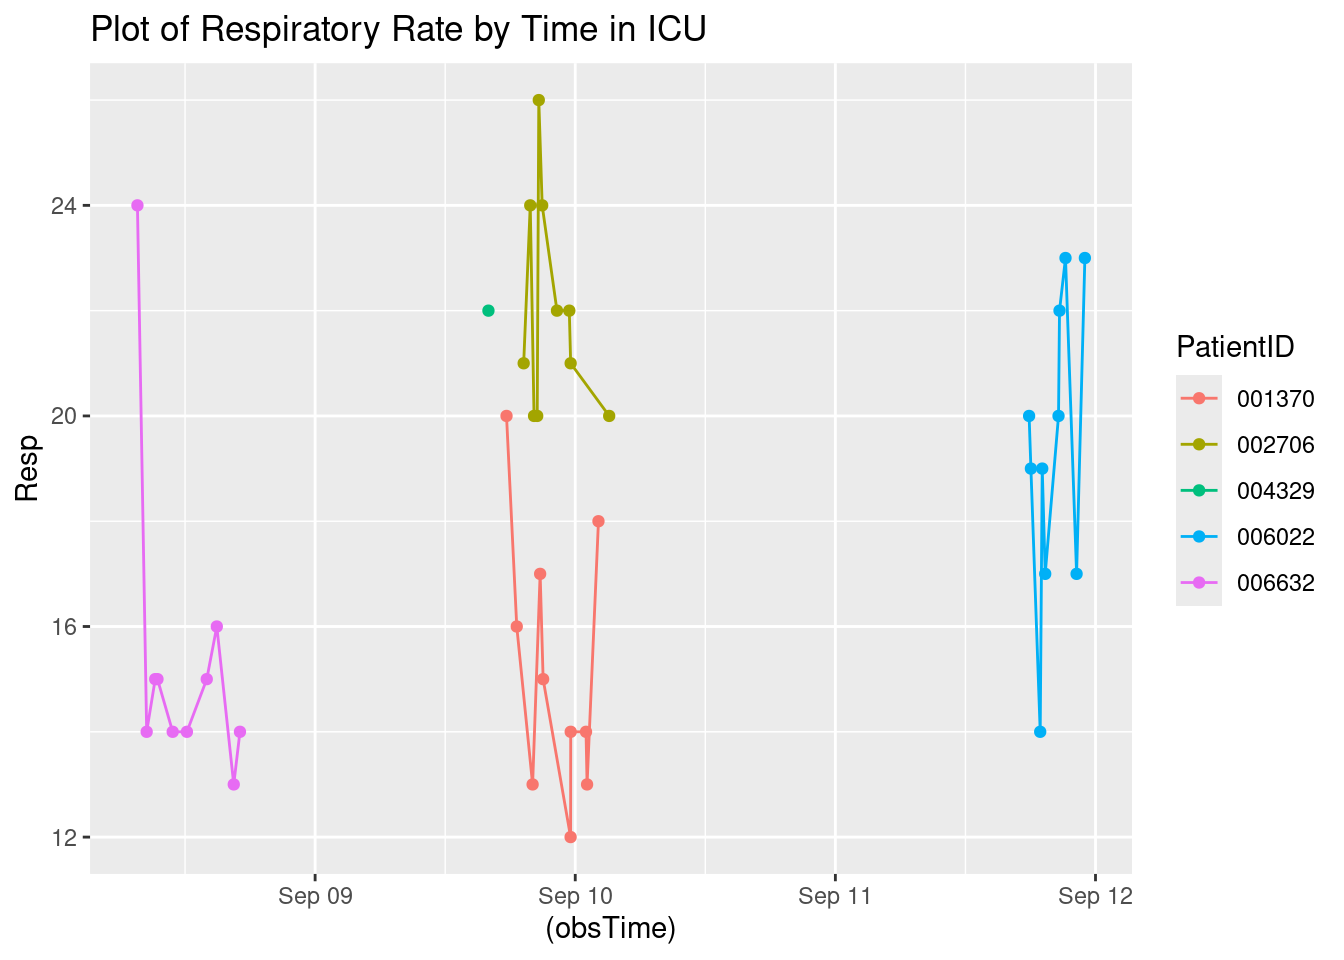 Plot of Respiratory Rate by Time in ICU
Resp
24
20
16
12
Sep 09
Sep 10
Sep 11
Sep 12
(obsTime)
PatientID
001370
002706
004329
006022
006632